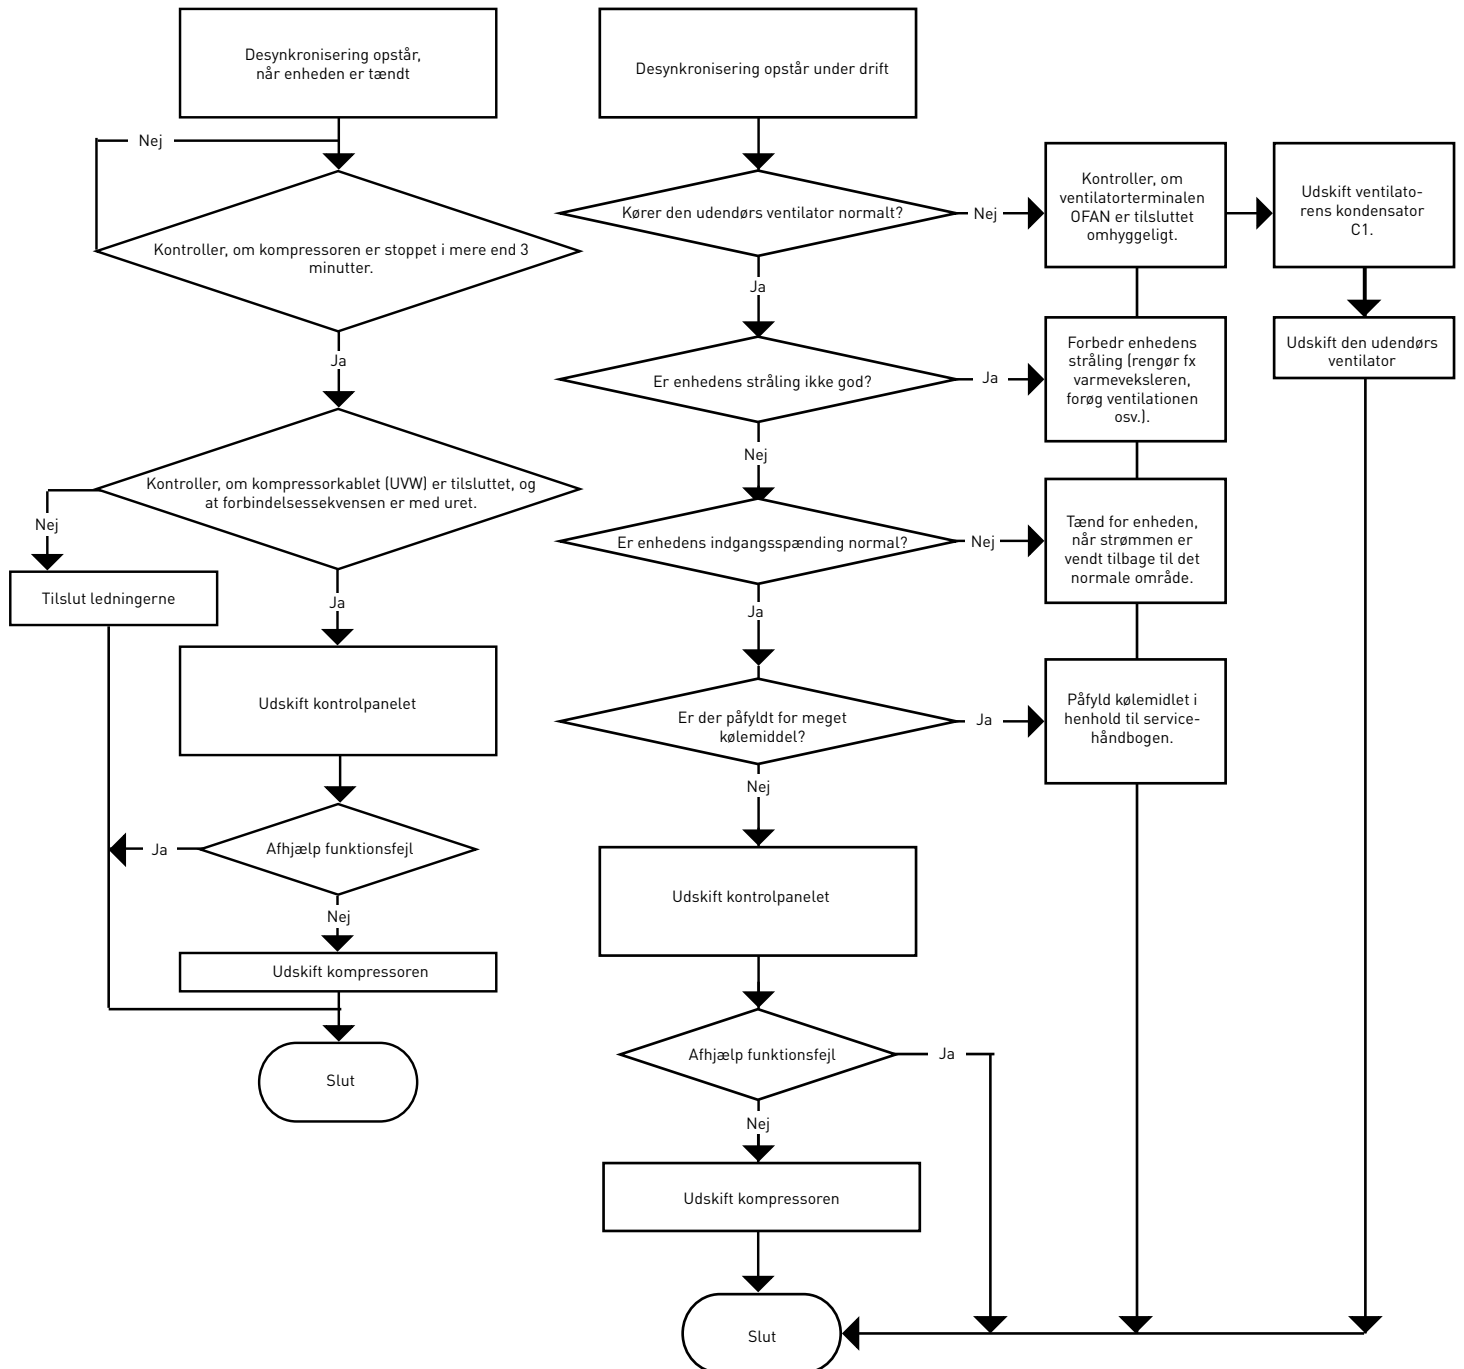 Desynkronisering opstår,
når enheden er tændt
Nej
Kontroller, om kompressoren er stoppet i mere end 3
minutter.
Ja
Kontroller, om kompressorkablet (UVW) er tilsluttet, og
at forbindelsessekvensen er med uret.
Nej
Tilslut ledningerne
Ja
Udskift kontrolpanelet
Afhjælp funktionsfejl
Ja
Nej
Udskift kompressoren
Slut
Desynkronisering opstår under drift
Kører den udendørs ventilator normalt?
Nej
Kontroller, om
ventilatorterminalen
OFAN er tilsluttet
omhyggeligt.
Udskift ventilato-
rens kondensator
C1.
Udskift den udendørs
ventilator
Ja
Er enhedens stråling ikke god?
Ja
Forbedr enhedens
stråling (rengør fx
varmeveksleren,
forøg ventilationen
osv.).
Nej
Er enhedens indgangsspænding normal?
Nej
Tænd for enheden,
når strømmen er
vendt tilbage til det
normale område.
Ja
Er der påfyldt for meget
kølemiddel?
Ja
Påfyld kølemidlet i
henhold til service-
håndbogen.
Nej
Udskift kontrolpanelet
Afhjælp funktionsfejl
Ja
Nej
Udskift kompressoren
Slut